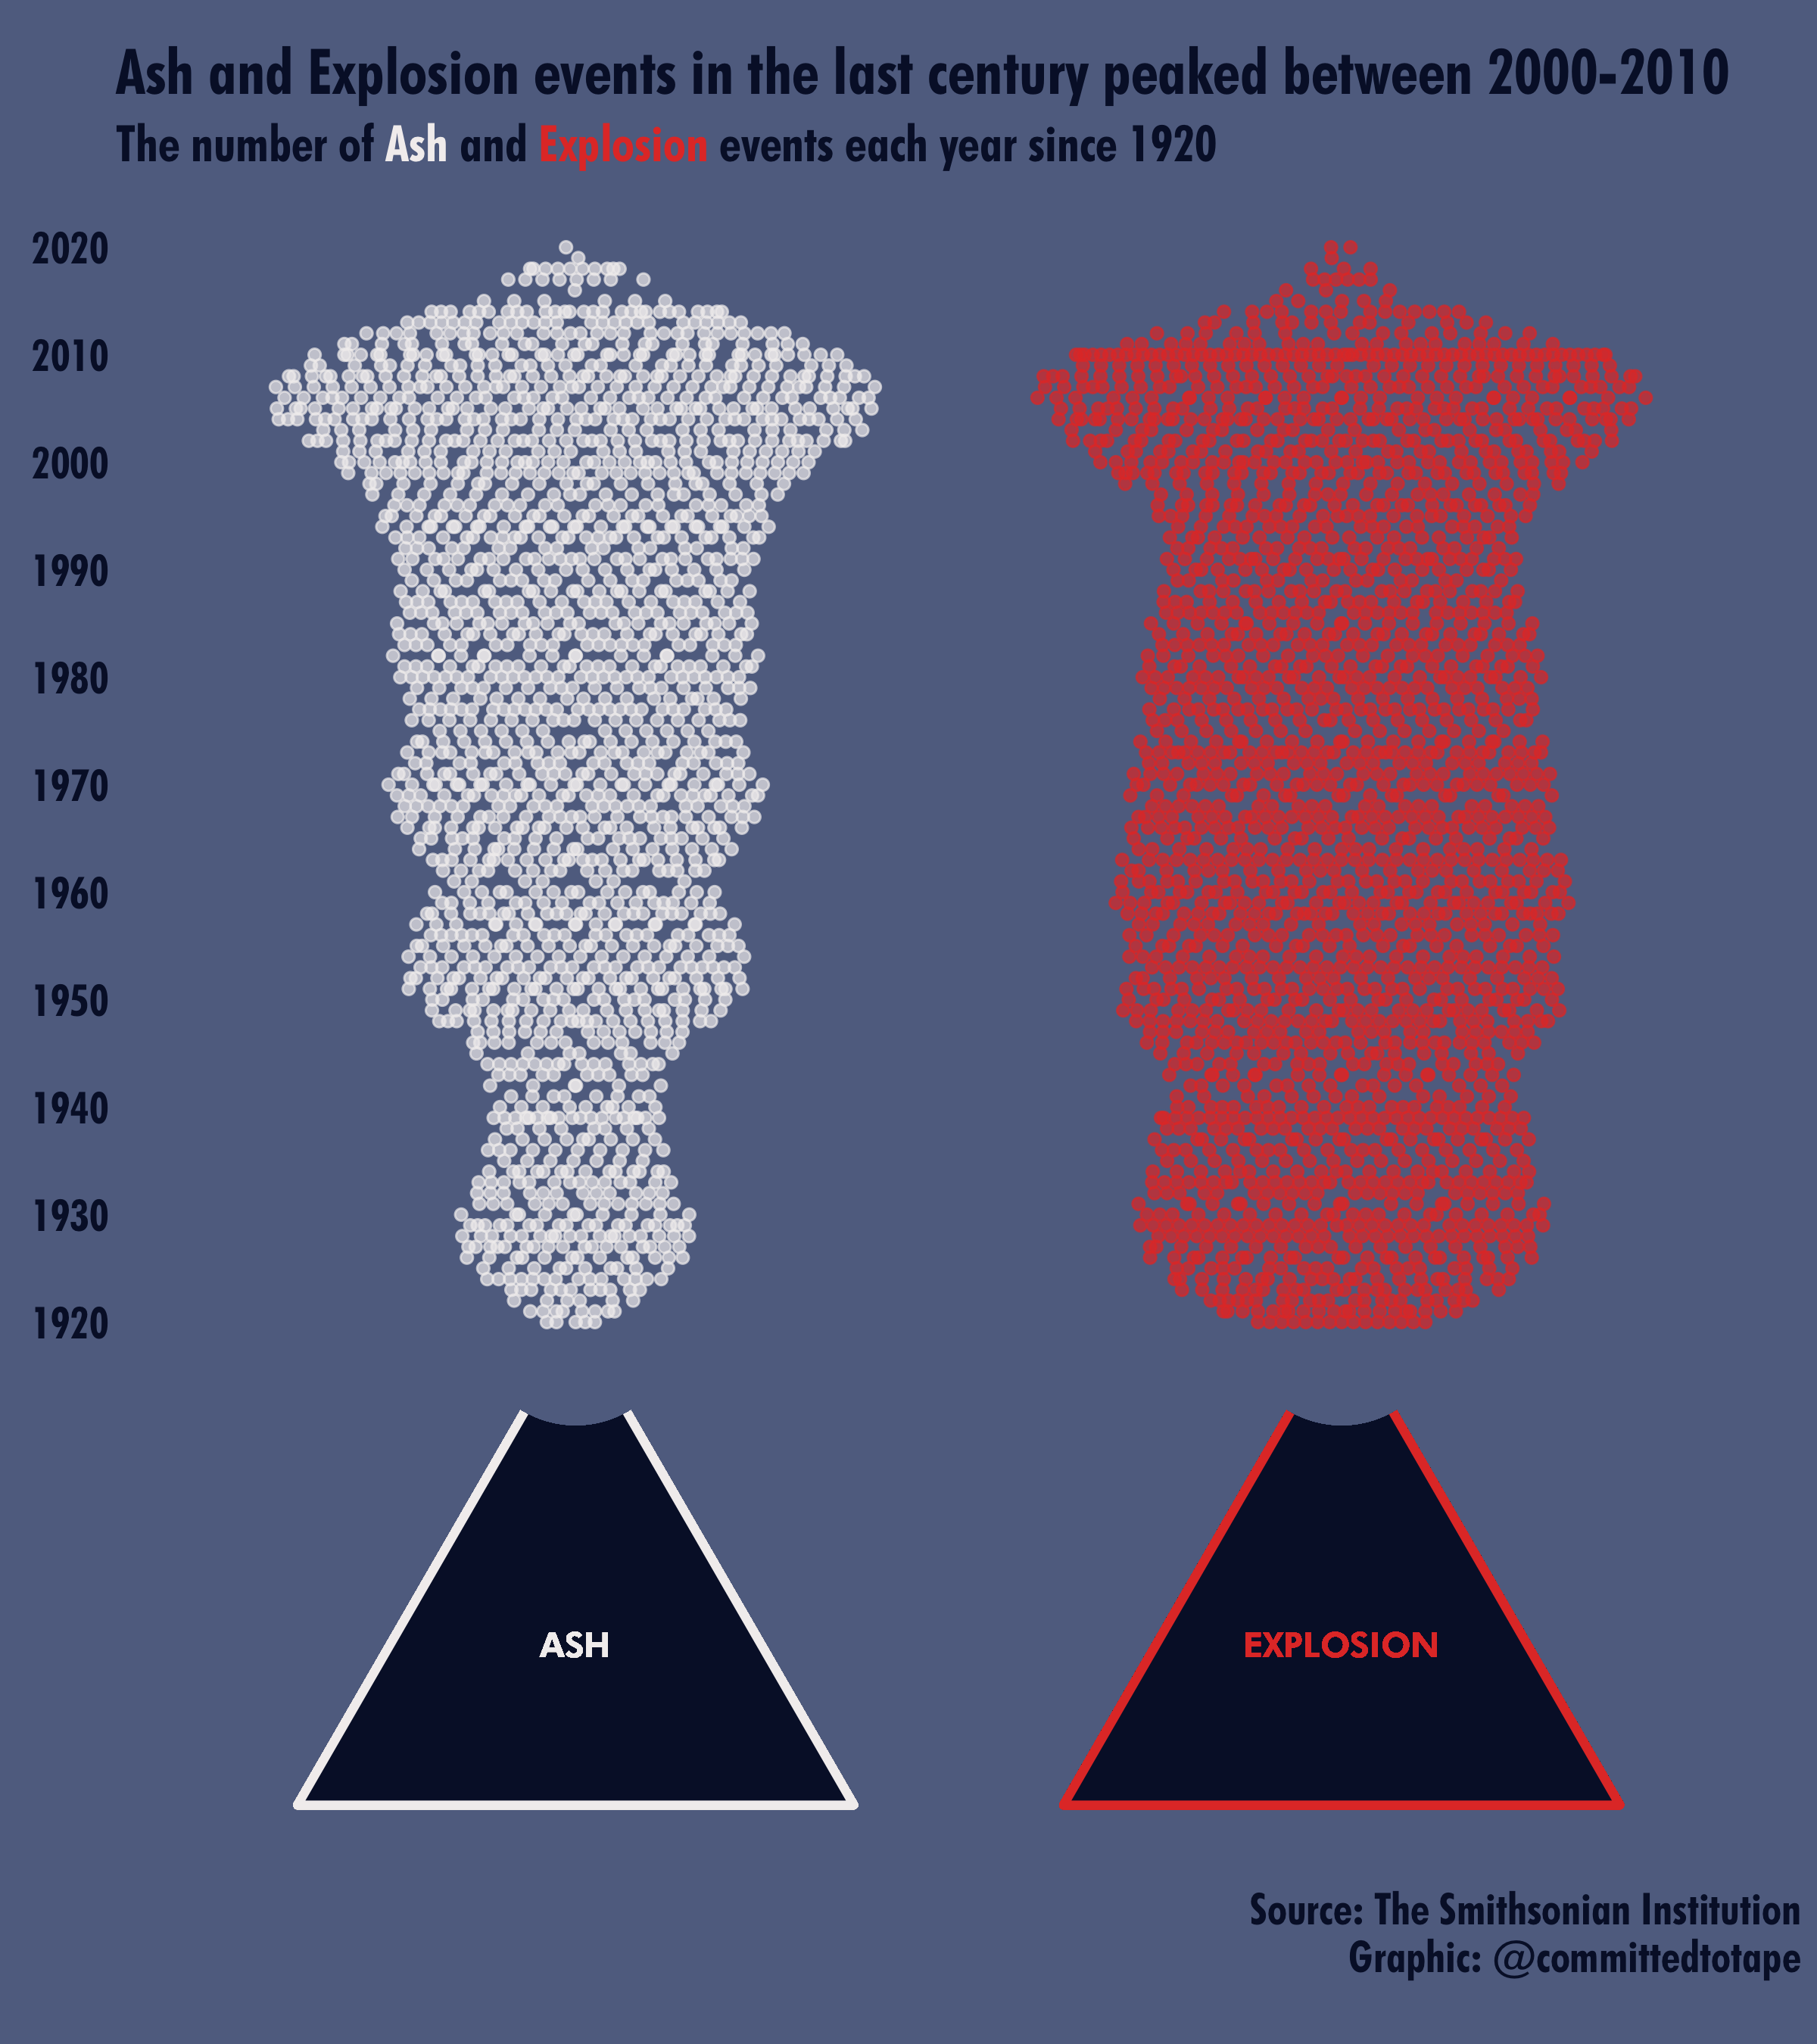 Ash and Explosion events in the last century peaked between 2000-2010
The number of Ash and Explosion events each year since 1920
2020
2010
2000
1990
1980
1970
1960
1950
1940
1930
1920
ASH
EXPLOSION
Source: The Smithsonian Institution
Graphic: @committedtotape